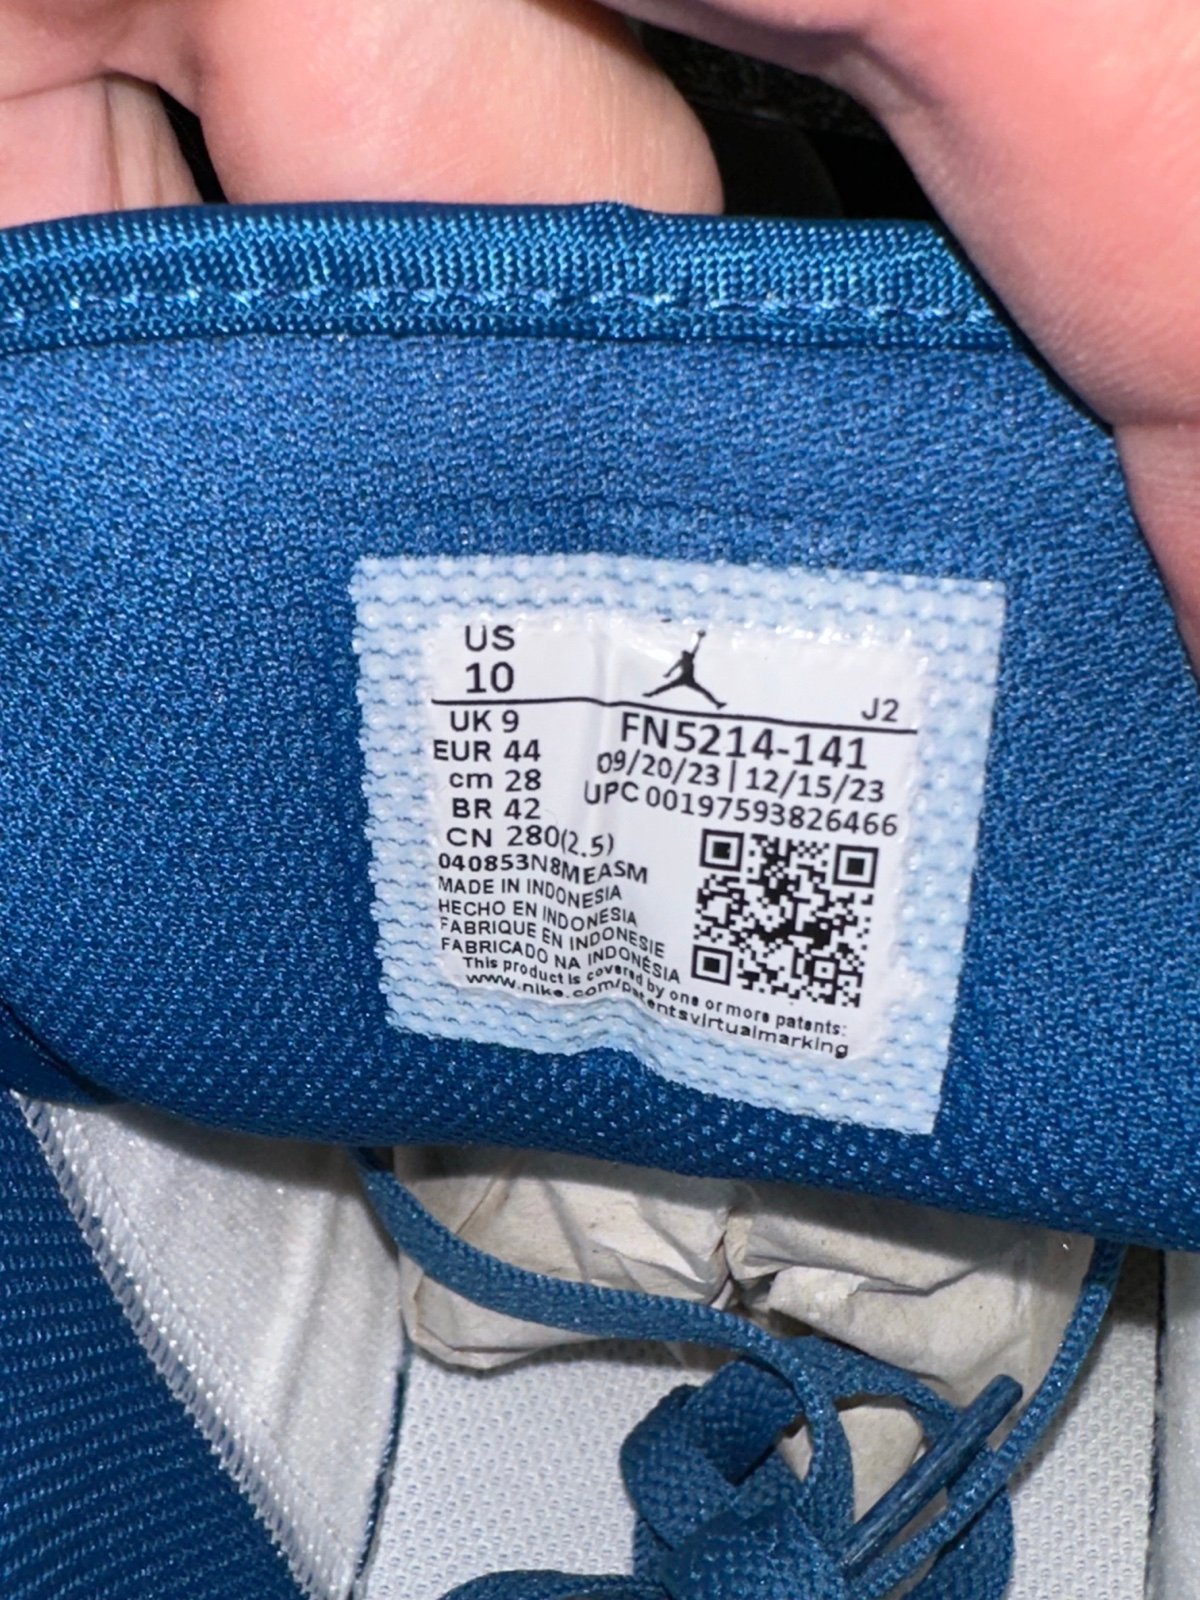 US
10
J2
UK 9
EUR 44
cm 28
BR 42
CN 280(2.5)
FN5214-141
09/20/23 | 12/15/23
UPC 00197593826466
040853N8MEASM
MADE IN INDONESIA
HECHO EN INDONESIA
FABRIQUE EN INDONESIE
FABRICADO NA INDONÉSIA
This product is covered by one or more patents:
www.nike.com/patentsvirtualmarking